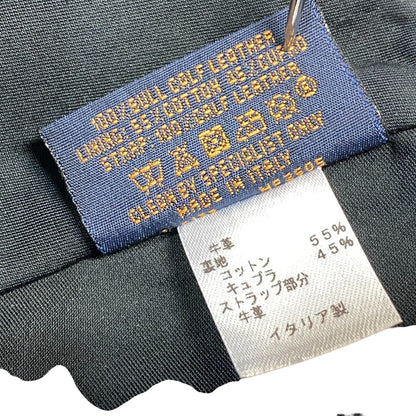 100%BULL CALF LEATHER
LINING 55%COTTON 45%CUPRO
STRAP 100%CALF LEATHER
CLEAN BY SPECIALIST ONLY
MADE IN ITALY
牛革
裏地
コットン 55%
キュプラ 45%
ストラップ部分
牛革
イタリア製